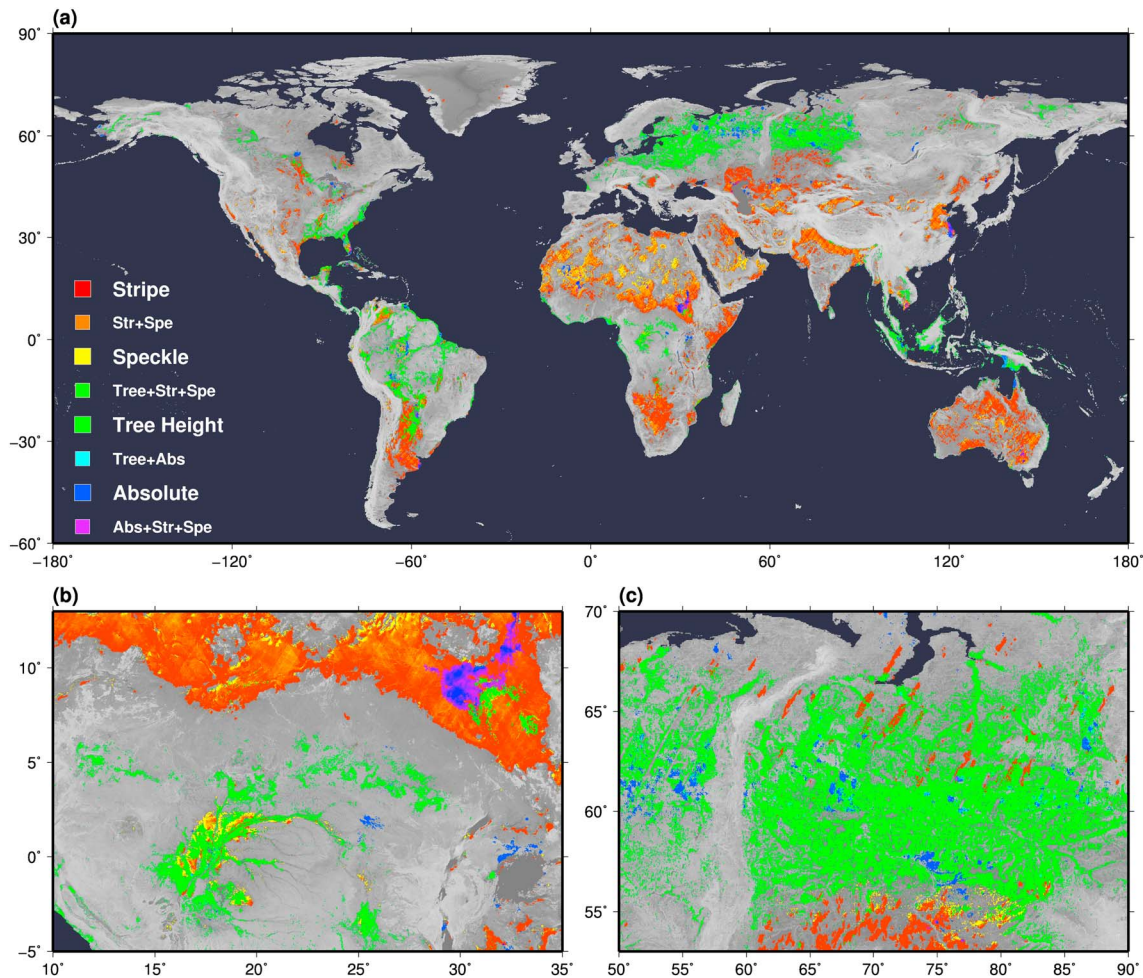 (a)
90˚
60˚
30˚
0˚
−30˚
−60˚
−180˚ −120˚ −60˚ 0˚ 60˚ 120˚ 180˚
Stripe
Str+Spe
Speckle
Tree+Str+Spe
Tree Height
Tree+Abs
Absolute
Abs+Str+Spe
(b)
10˚
5˚
0˚
−5˚
10˚ 15˚ 20˚ 25˚ 30˚ 35˚
(c)
70˚
65˚
60˚
55˚
50˚ 55˚ 60˚ 65˚ 70˚ 75˚ 80˚ 85˚ 90˚